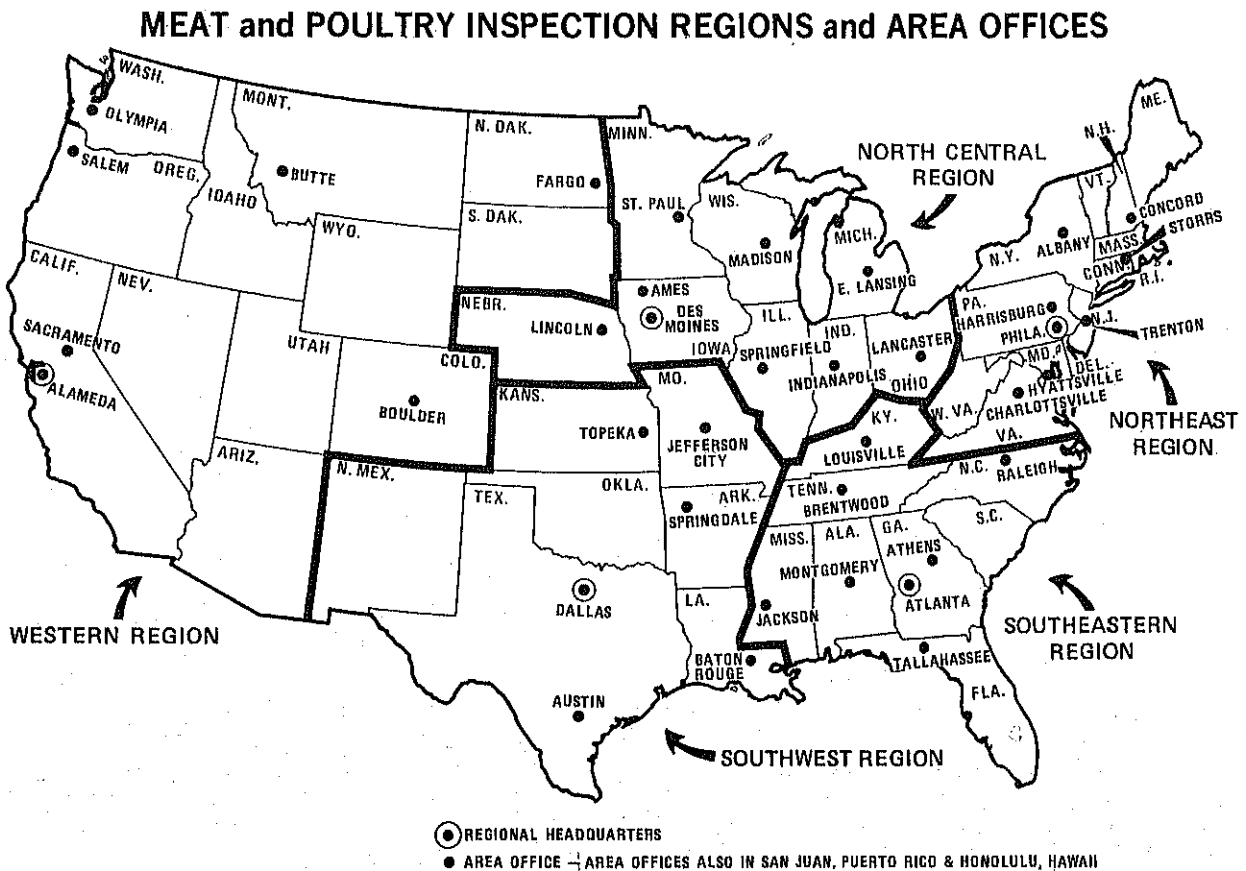 MEAT and POULTRY INSPECTION REGIONS and AREA OFFICES
WASH.
OLYMPIA
MONT.
BUTTE
N. DAK.
FARGO
MINN.
ST. PAUL
WIS.
MADISON
NORTH CENTRAL
REGION
MICH.
E. LANSING
ME.
N.H.
VT.
CONCORD
STORRS
N.Y.
ALBANY
MASS.
CONN.
R.I.
SALEM
OREG.
IDAHO
WYO.
S. DAK.
CALIF.
NEV.
SACRAMENTO
ALAMEDA
UTAH
COLO.
BOULDER
NEBR.
LINCOLN
AMES
DES
MOINES
IOWA
ILL.
SPRINGFIELD
IND.
INDIANAPOLIS
LANCASTER
OHIO
PA.
HARRISBURG
PHILA.
N.J.
TRENTON
MD.
DEL.
HYATTSVILLE
CHARLOTTSVILLE
W. VA.
VA.
NORTHEAST
REGION
KANS.
TOPEKA
MO.
JEFFERSON
CITY
KY.
LOUISVILLE
ARIZ.
N. MEX.
TEX.
OKLA.
ARK.
SPRINGDALE
TENN.
BRENTWOOD
N.C.
RALEIGH
S.C.
MISS.
ALA.
GA.
ATHENS
MONTGOMERY
ATLANTA
JACKSON
DALLAS
LA.
BATON
ROUGE
TALLAHASSEE
FLA.
AUSTIN
WESTERN REGION
SOUTHEASTERN
REGION
SOUTHWEST REGION
REGIONAL HEADQUARTERS
AREA OFFICE – AREA OFFICES ALSO IN SAN JUAN, PUERTO RICO & HONOLULU, HAWAII